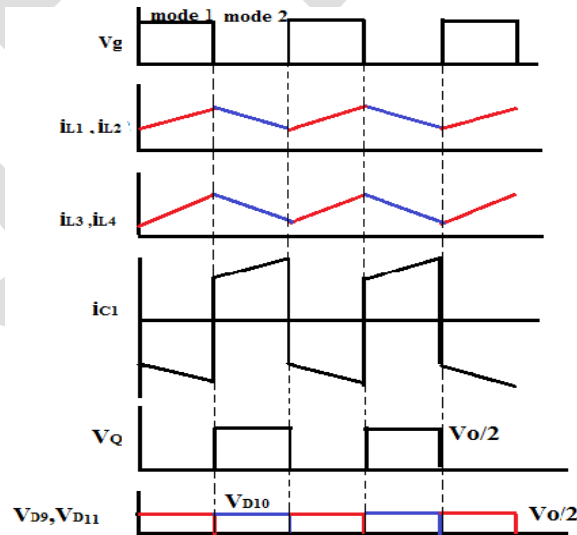 mode 1 mode 2
Vg
iL1 , iL2
iL3 ,iL4
iC1
VQ
Vo/2
VD9,VD11
VD10
Vo/2